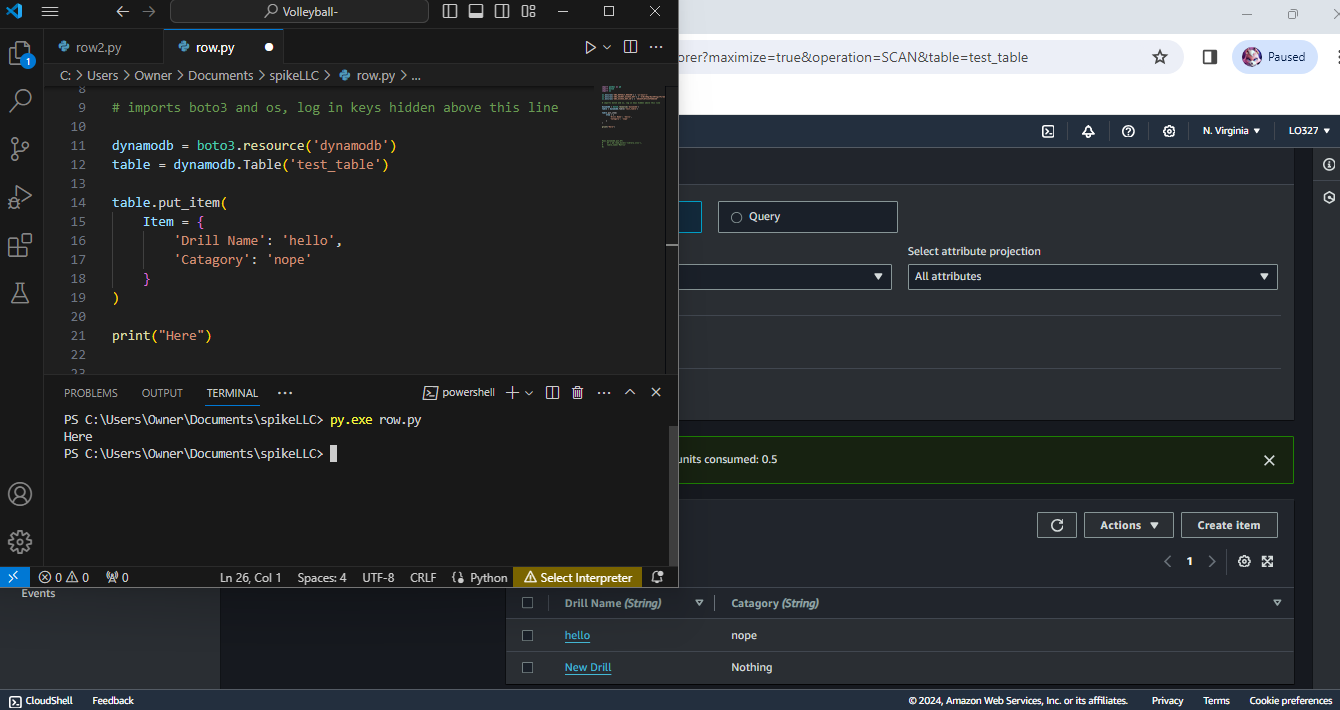 Volleyball-
row2.py
row.py
C: > Users > Owner > Documents > spikeLLC > row.py > ...
8
9 # imports boto3 and os, log in keys hidden above this line
10
11 dynamodb = boto3.resource('dynamodb')
12 table = dynamodb.Table('test_table')
13
14 table.put_item(
15 Item = {
16 'Drill Name': 'hello',
17 'Catagory': 'nope'
18 }
19 )
20
21 print("Here")
22
23
1
PROBLEMS OUTPUT TERMINAL ...
powershell
PS C:\Users\Owner\Documents\spikeLLC> py.exe row.py
Here
PS C:\Users\Owner\Documents\spikeLLC>
0 0 0 Ln 26, Col 1 Spaces: 4 UTF-8 CRLF Python Select Interpreter
orer?maximize=true&operation=SCAN&table=test_table
Paused
N. Virginia LO327
Query
Select attribute projection
All attributes
units consumed: 0.5
Actions Create item
1
Events
Drill Name (String) Catagory (String)
hello nope
New Drill Nothing
CloudShell Feedback © 2024, Amazon Web Services, Inc. or its affiliates. Privacy Terms Cookie preferences